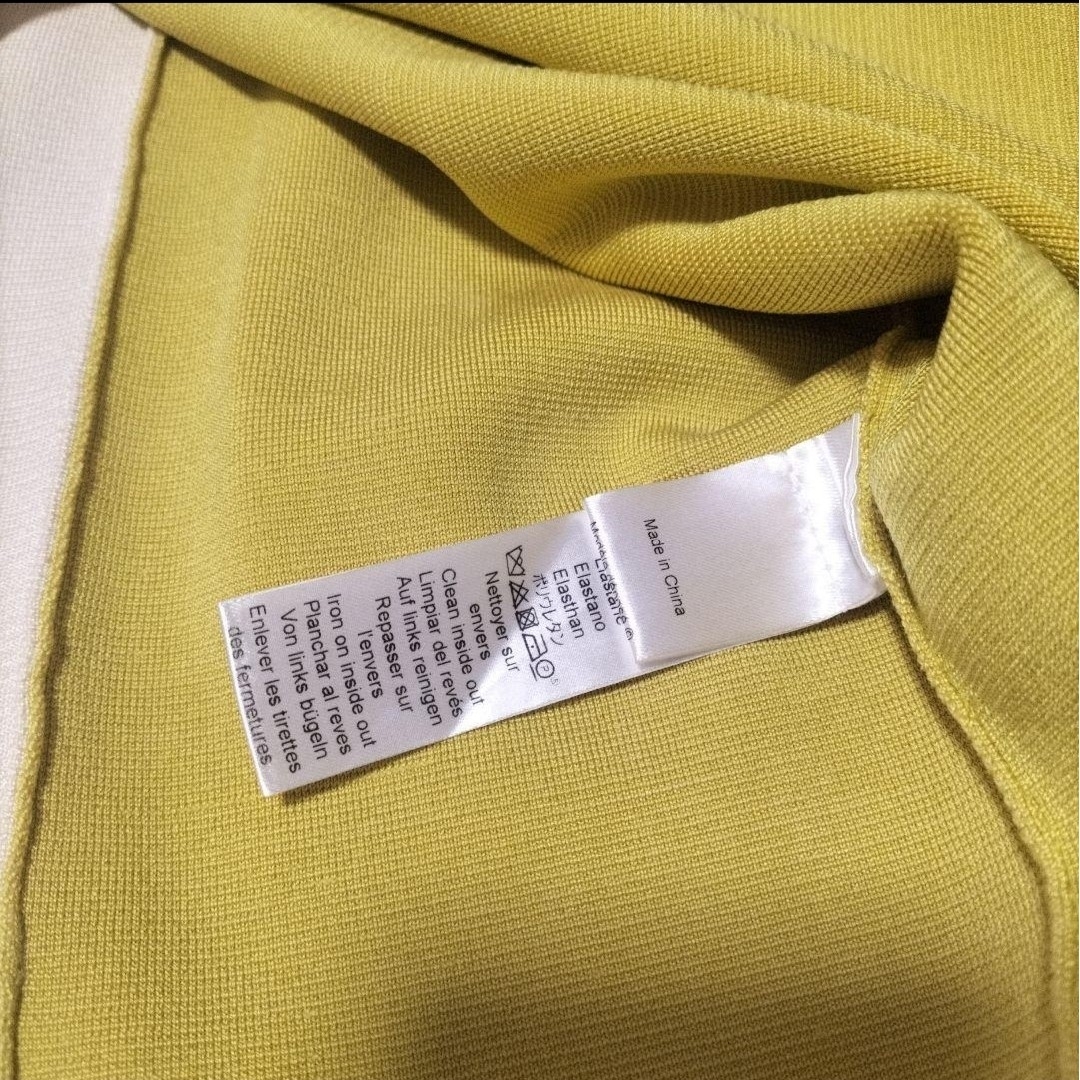 Made in China
Elastane
Elastano
Elasthan
ポリウレタン
Nettoyer sur
envers
Clean inside out
Limpiar del revés
Auf links reinigen
Repasser sur
l'envers
Iron on inside out
Planchar al reves
Von links bügeln
Enlever les tirettes
des fermetures